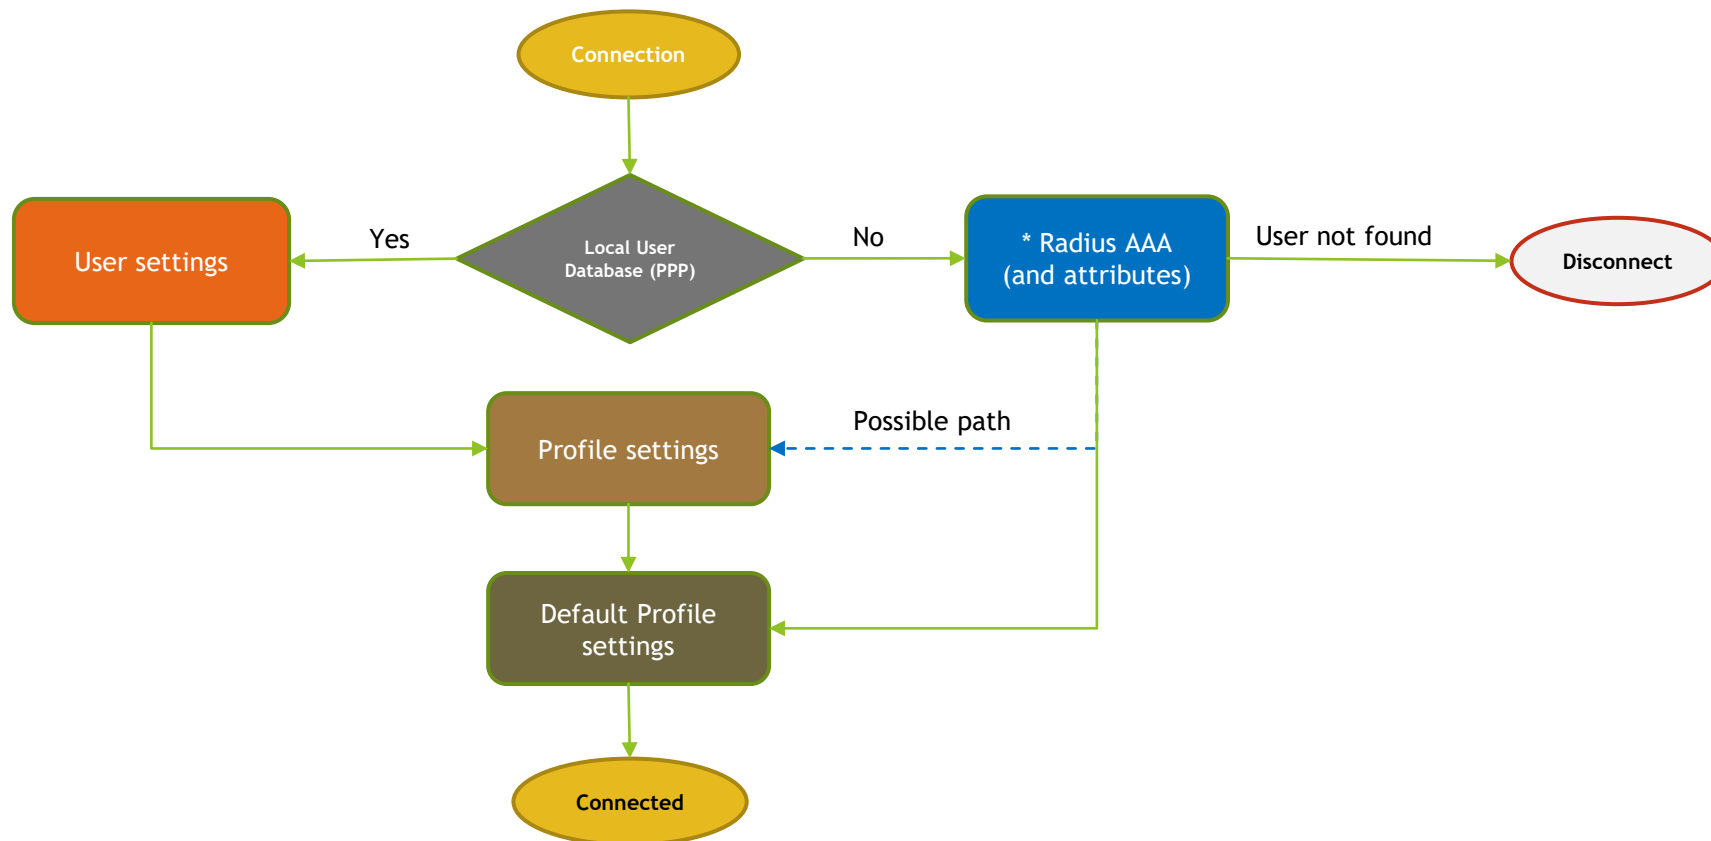 Connection
User settings
Yes
Local User
Database (PPP)
No
* Radius AAA
(and attributes)
User not found
Disconnect
Profile settings
Possible path
Default Profile
settings
Connected